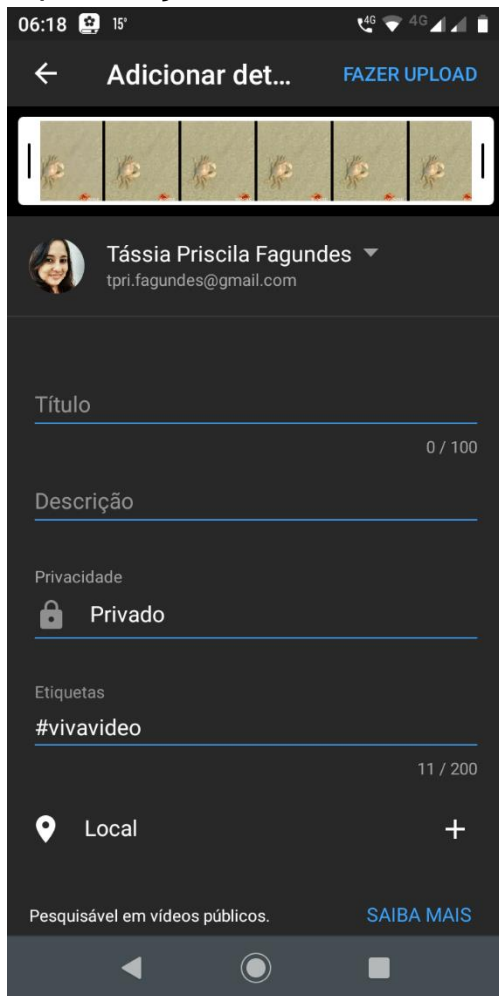 06:18 15° 4G 4G
Adicionar det... FAZER UPLOAD
Tássia Priscila Fagundes
tpri.fagundes@gmail.com
Título
0 / 100
Descrição
Privacidade
Privado
Etiquetas
#vivavideo
11 / 200
Local +
Pesquisável em vídeos públicos. SAIBA MAIS